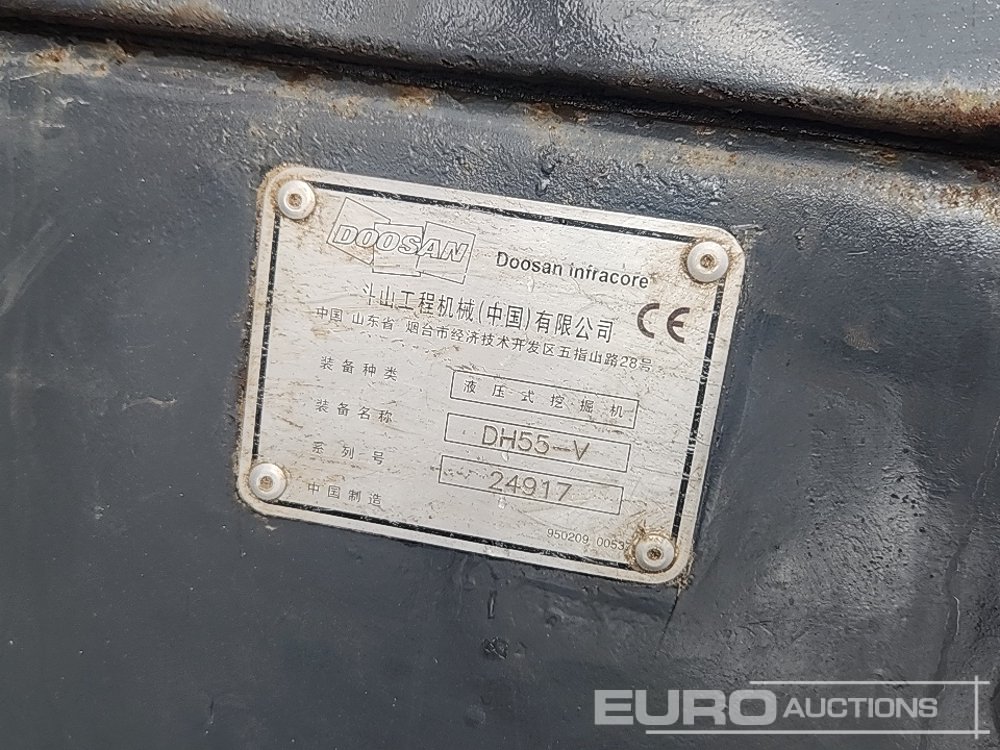 DOOSAN
Doosan Infracore
斗山工程机械(中国)有限公司
CE
中国 山东省 烟台市经济技术开发区五指山路28号
装备种类 液压式挖掘机
装备名称 DH55-V
系列号 24917
中国制造
950209
EURO AUCTIONS